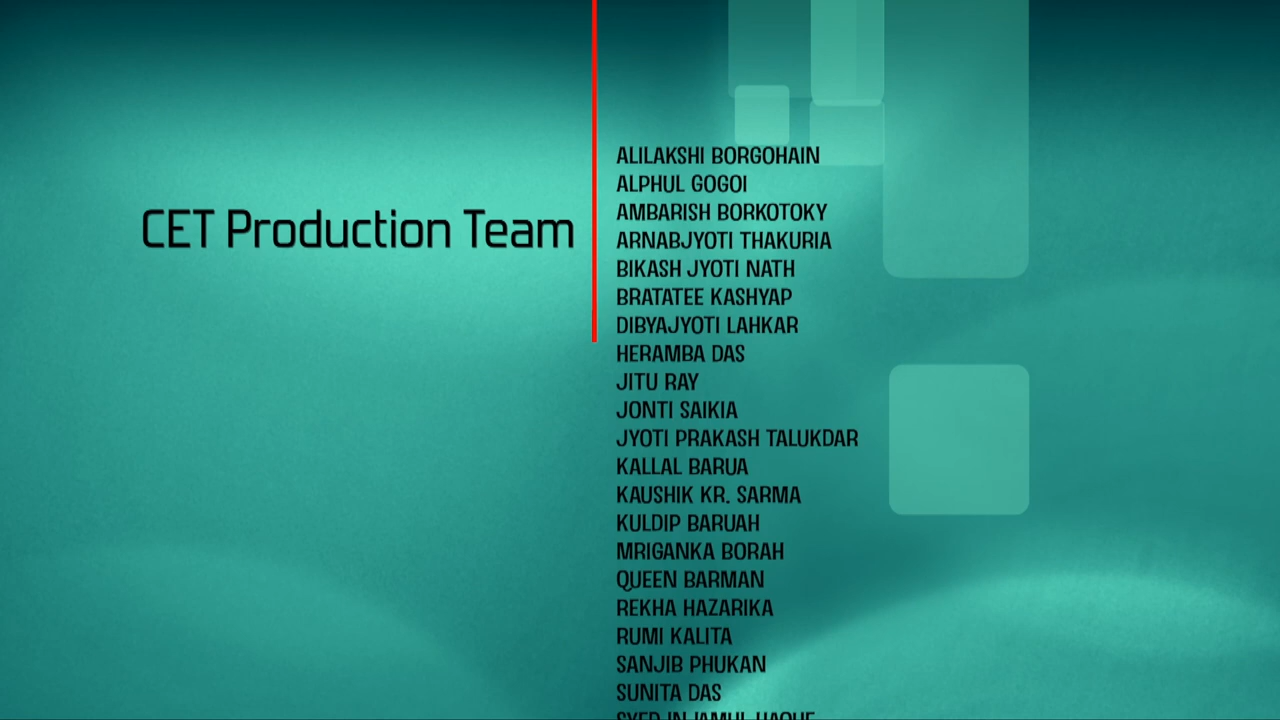 CET Production Team
ALILAKSHI BORGOHAIN
ALPHUL GOGOI
AMBARISH BORKOTOKY
ARNABJYOTI THAKURIA
BIKASH JYOTI NATH
BRATATEE KASHYAP
DIBYAJYOTI LAHKAR
HERAMBA DAS
JITU RAY
JONTI SAIKIA
JYOTI PRAKASH TALUKDAR
KALLAL BARUA
KAUSHIK KR. SARMA
KULDIP BARUAH
MRIGANKA BORAH
QUEEN BARMAN
REKHA HAZARIKA
RUMI KALITA
SANJIB PHUKAN
SUNITA DAS